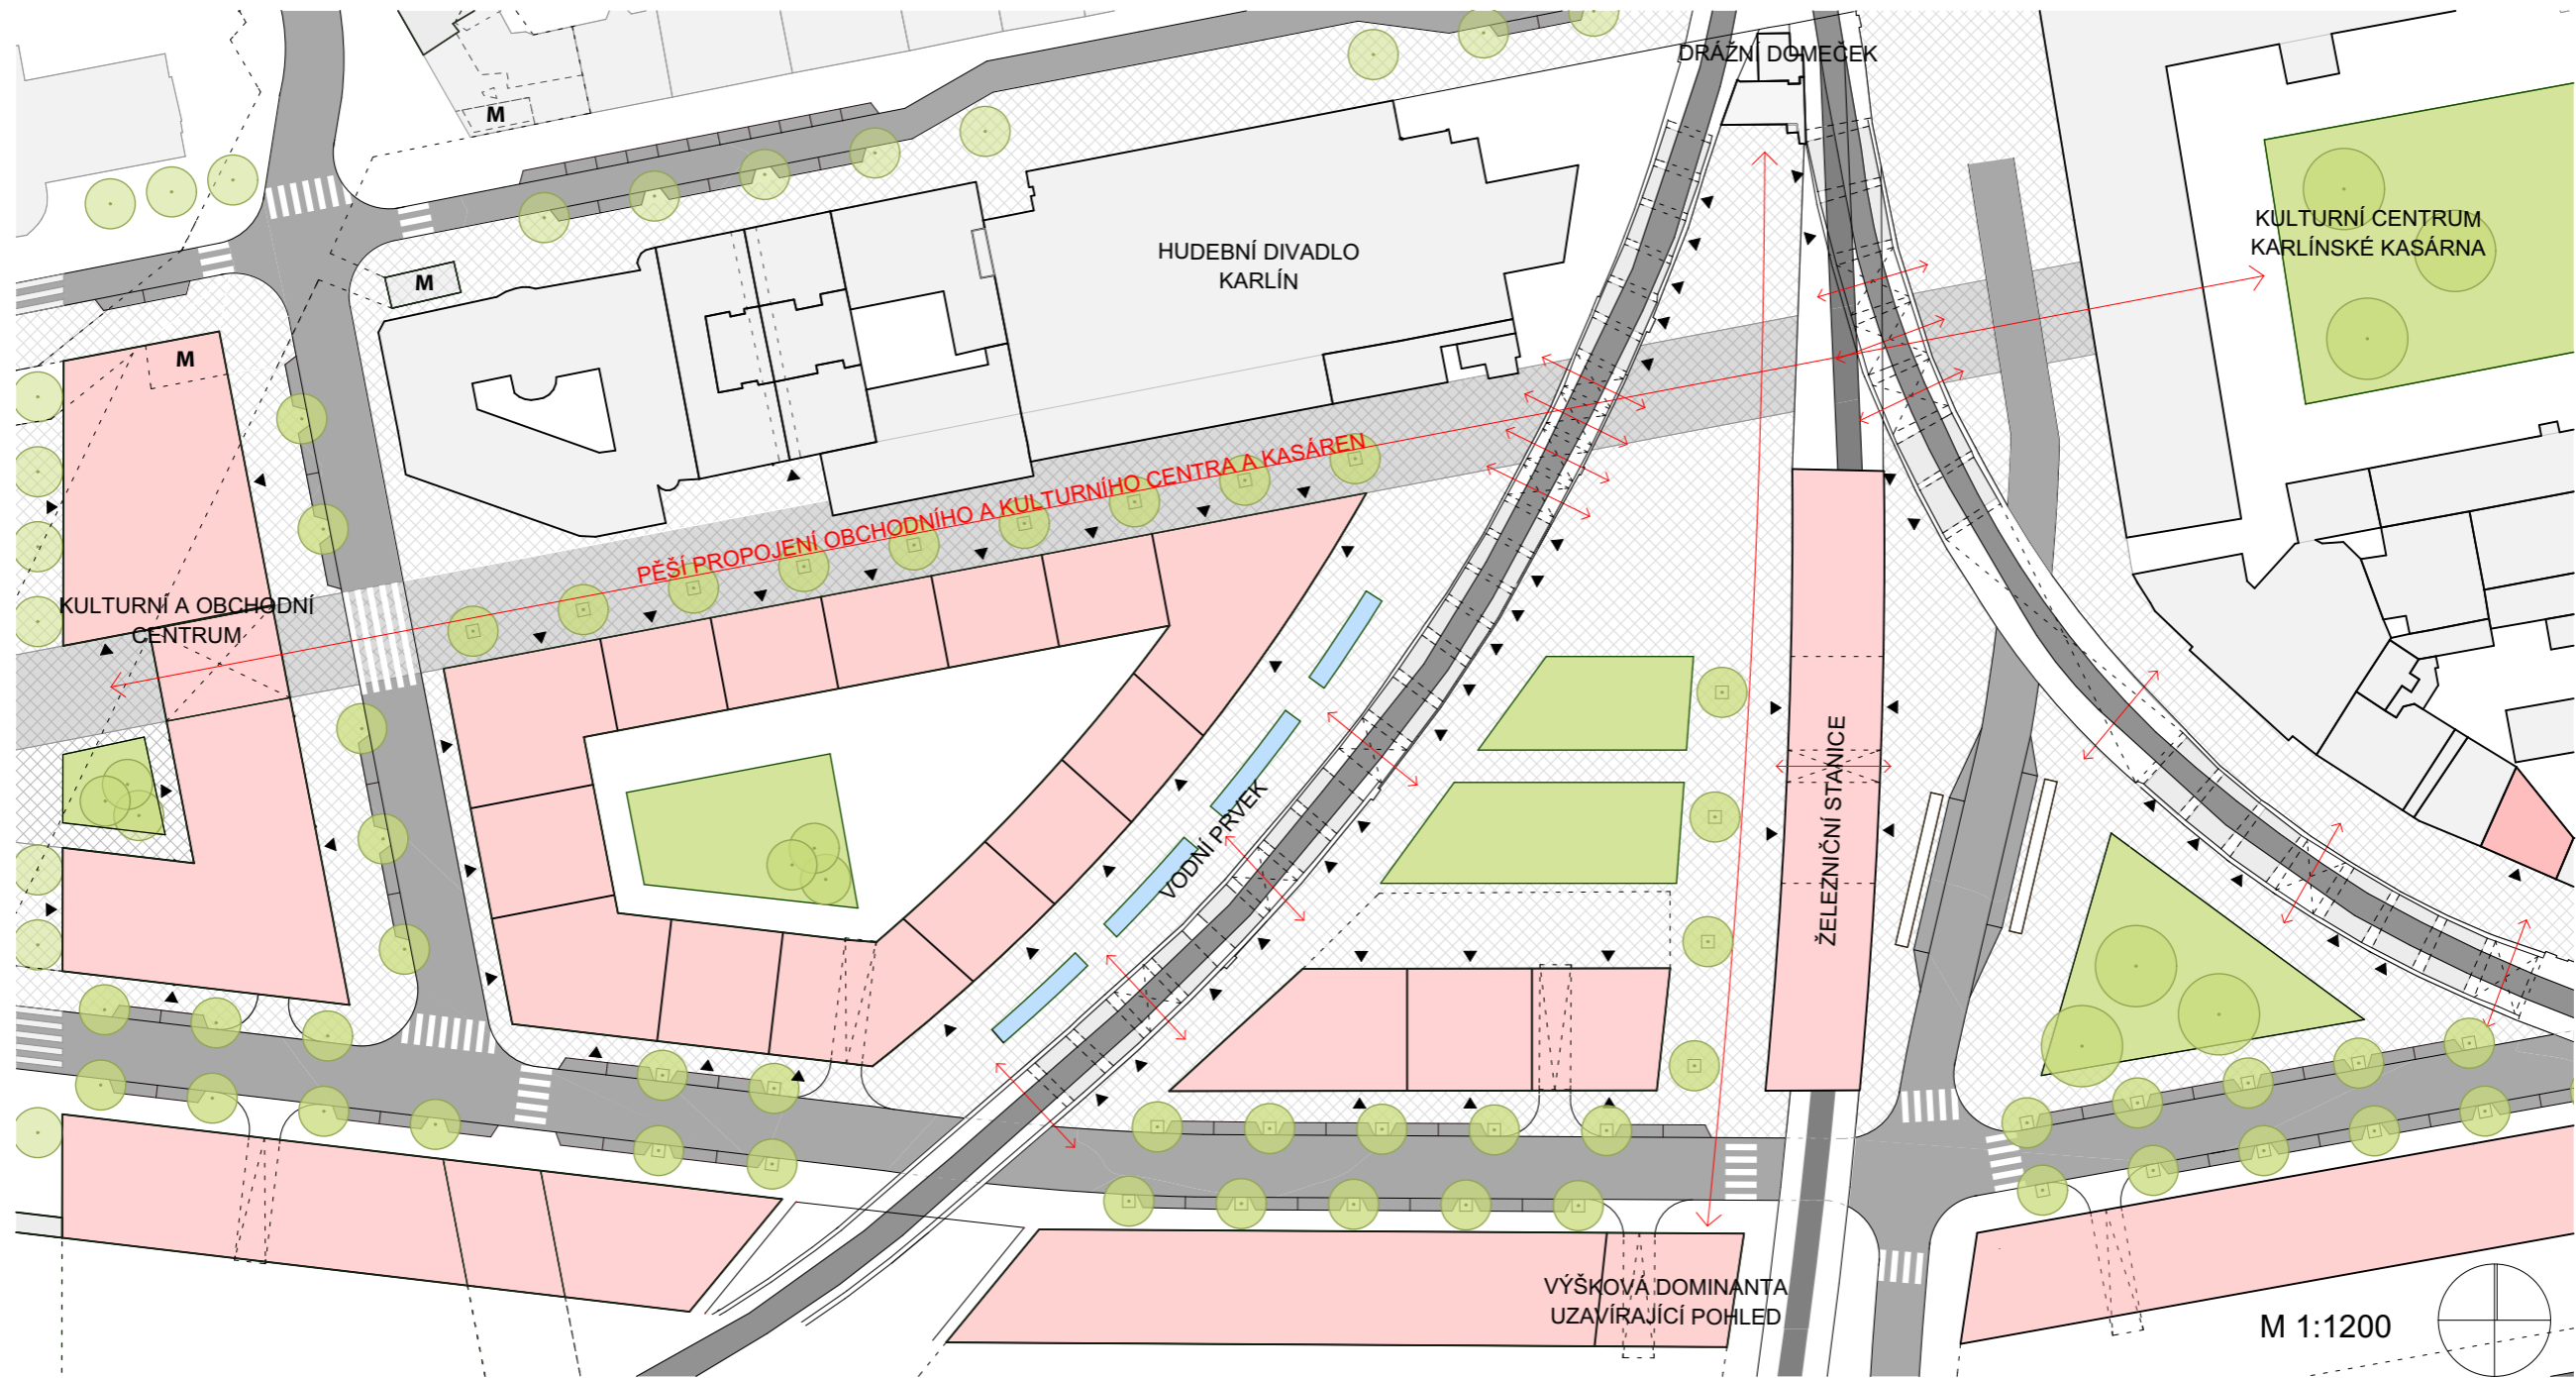 DRÁŽNÍ DOMEČEK
M
KULTURNÍ CENTRUM
KARLÍNSKÉ KASÁRNA
HUDEBNÍ DIVADLO
KARLÍN
M
M
PĚŠÍ PROPOJENÍ OBCHODNÍHO A KULTURNÍHO CENTRA A KASÁREN
KULTURNÍ A OBCHODNÍ
CENTRUM
VODNÍ PRVEK
ŽELEZNIČNÍ STANICE
VÝŠKOVÁ DOMINANTA
UZAVÍRAJÍCÍ POHLED
M 1:1200